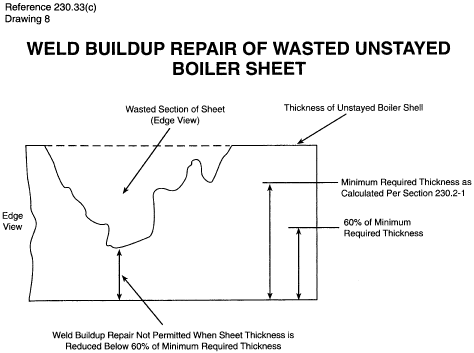 Reference 230.33(c)
Drawing 8
WELD BUILDUP REPAIR OF WASTED UNSTAYED
BOILER SHEET
Wasted Section of Sheet
(Edge View)
Thickness of Unstayed Boiler Shell
Minimum Required Thickness as
Calculated Per Section 230.2-1
Edge
View
60% of Minimum
Required Thickness
Weld Buildup Repair Not Permitted When Sheet Thickness is
Reduced Below 60% of Minimum Required Thickness